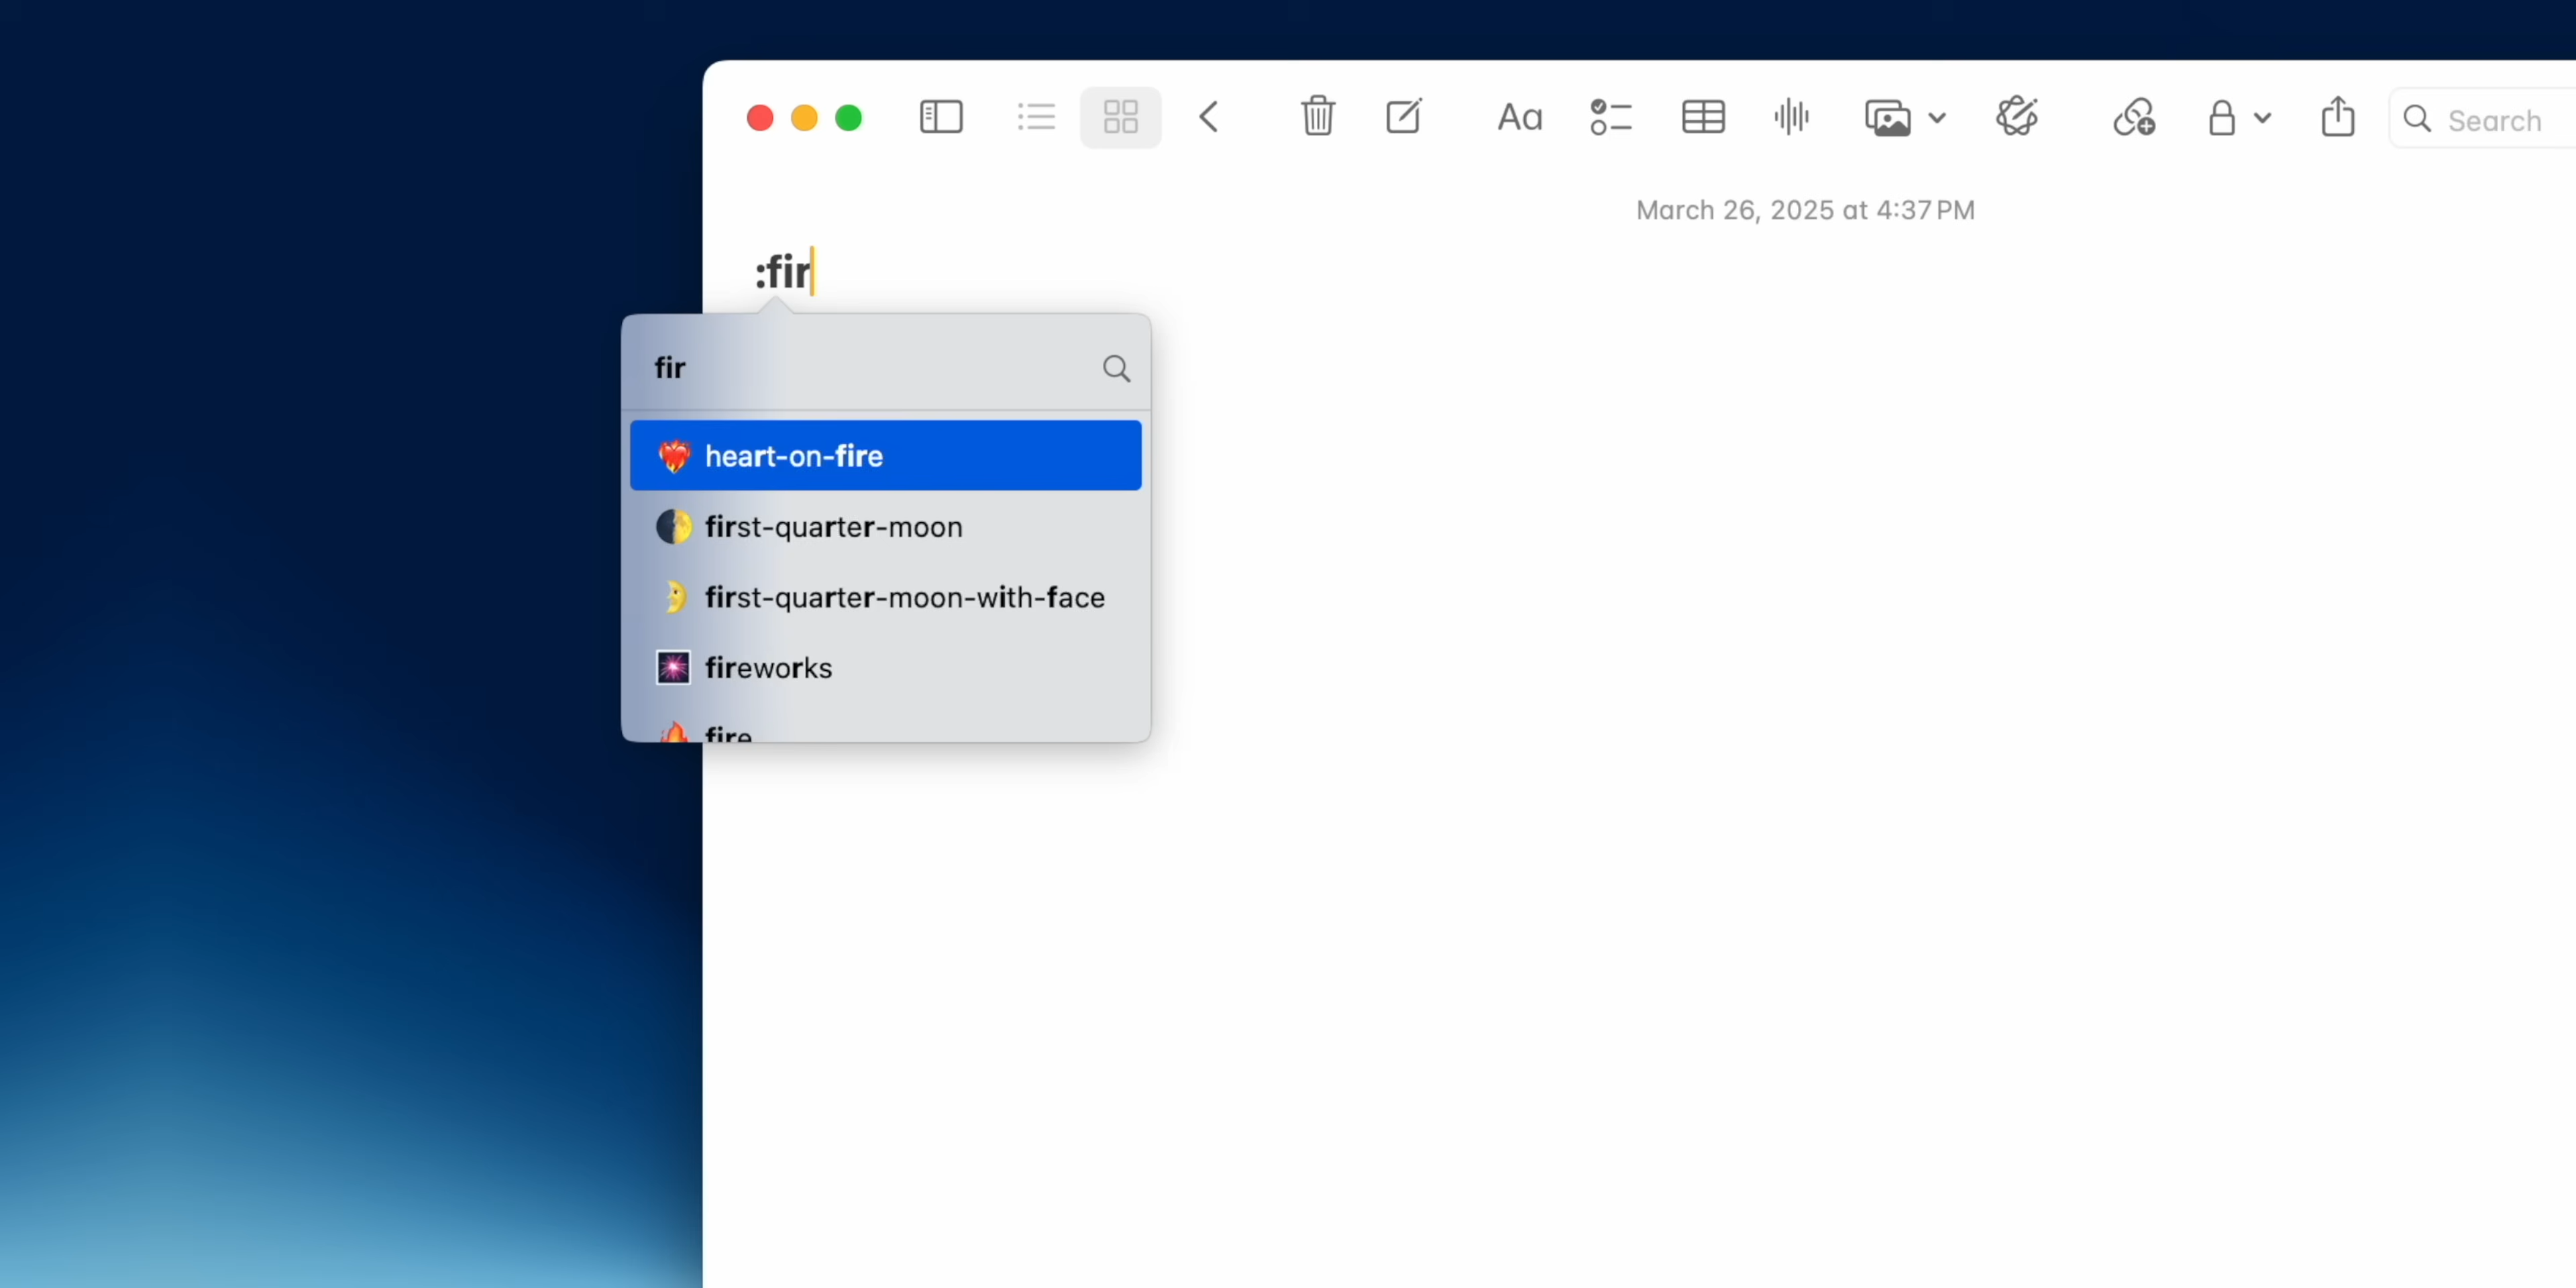 Aa
Search
March 26, 2025 at 4:37 PM
:fir
fir
heart-on-fire
first-quarter-moon
first-quarter-moon-with-face
fireworks
fire